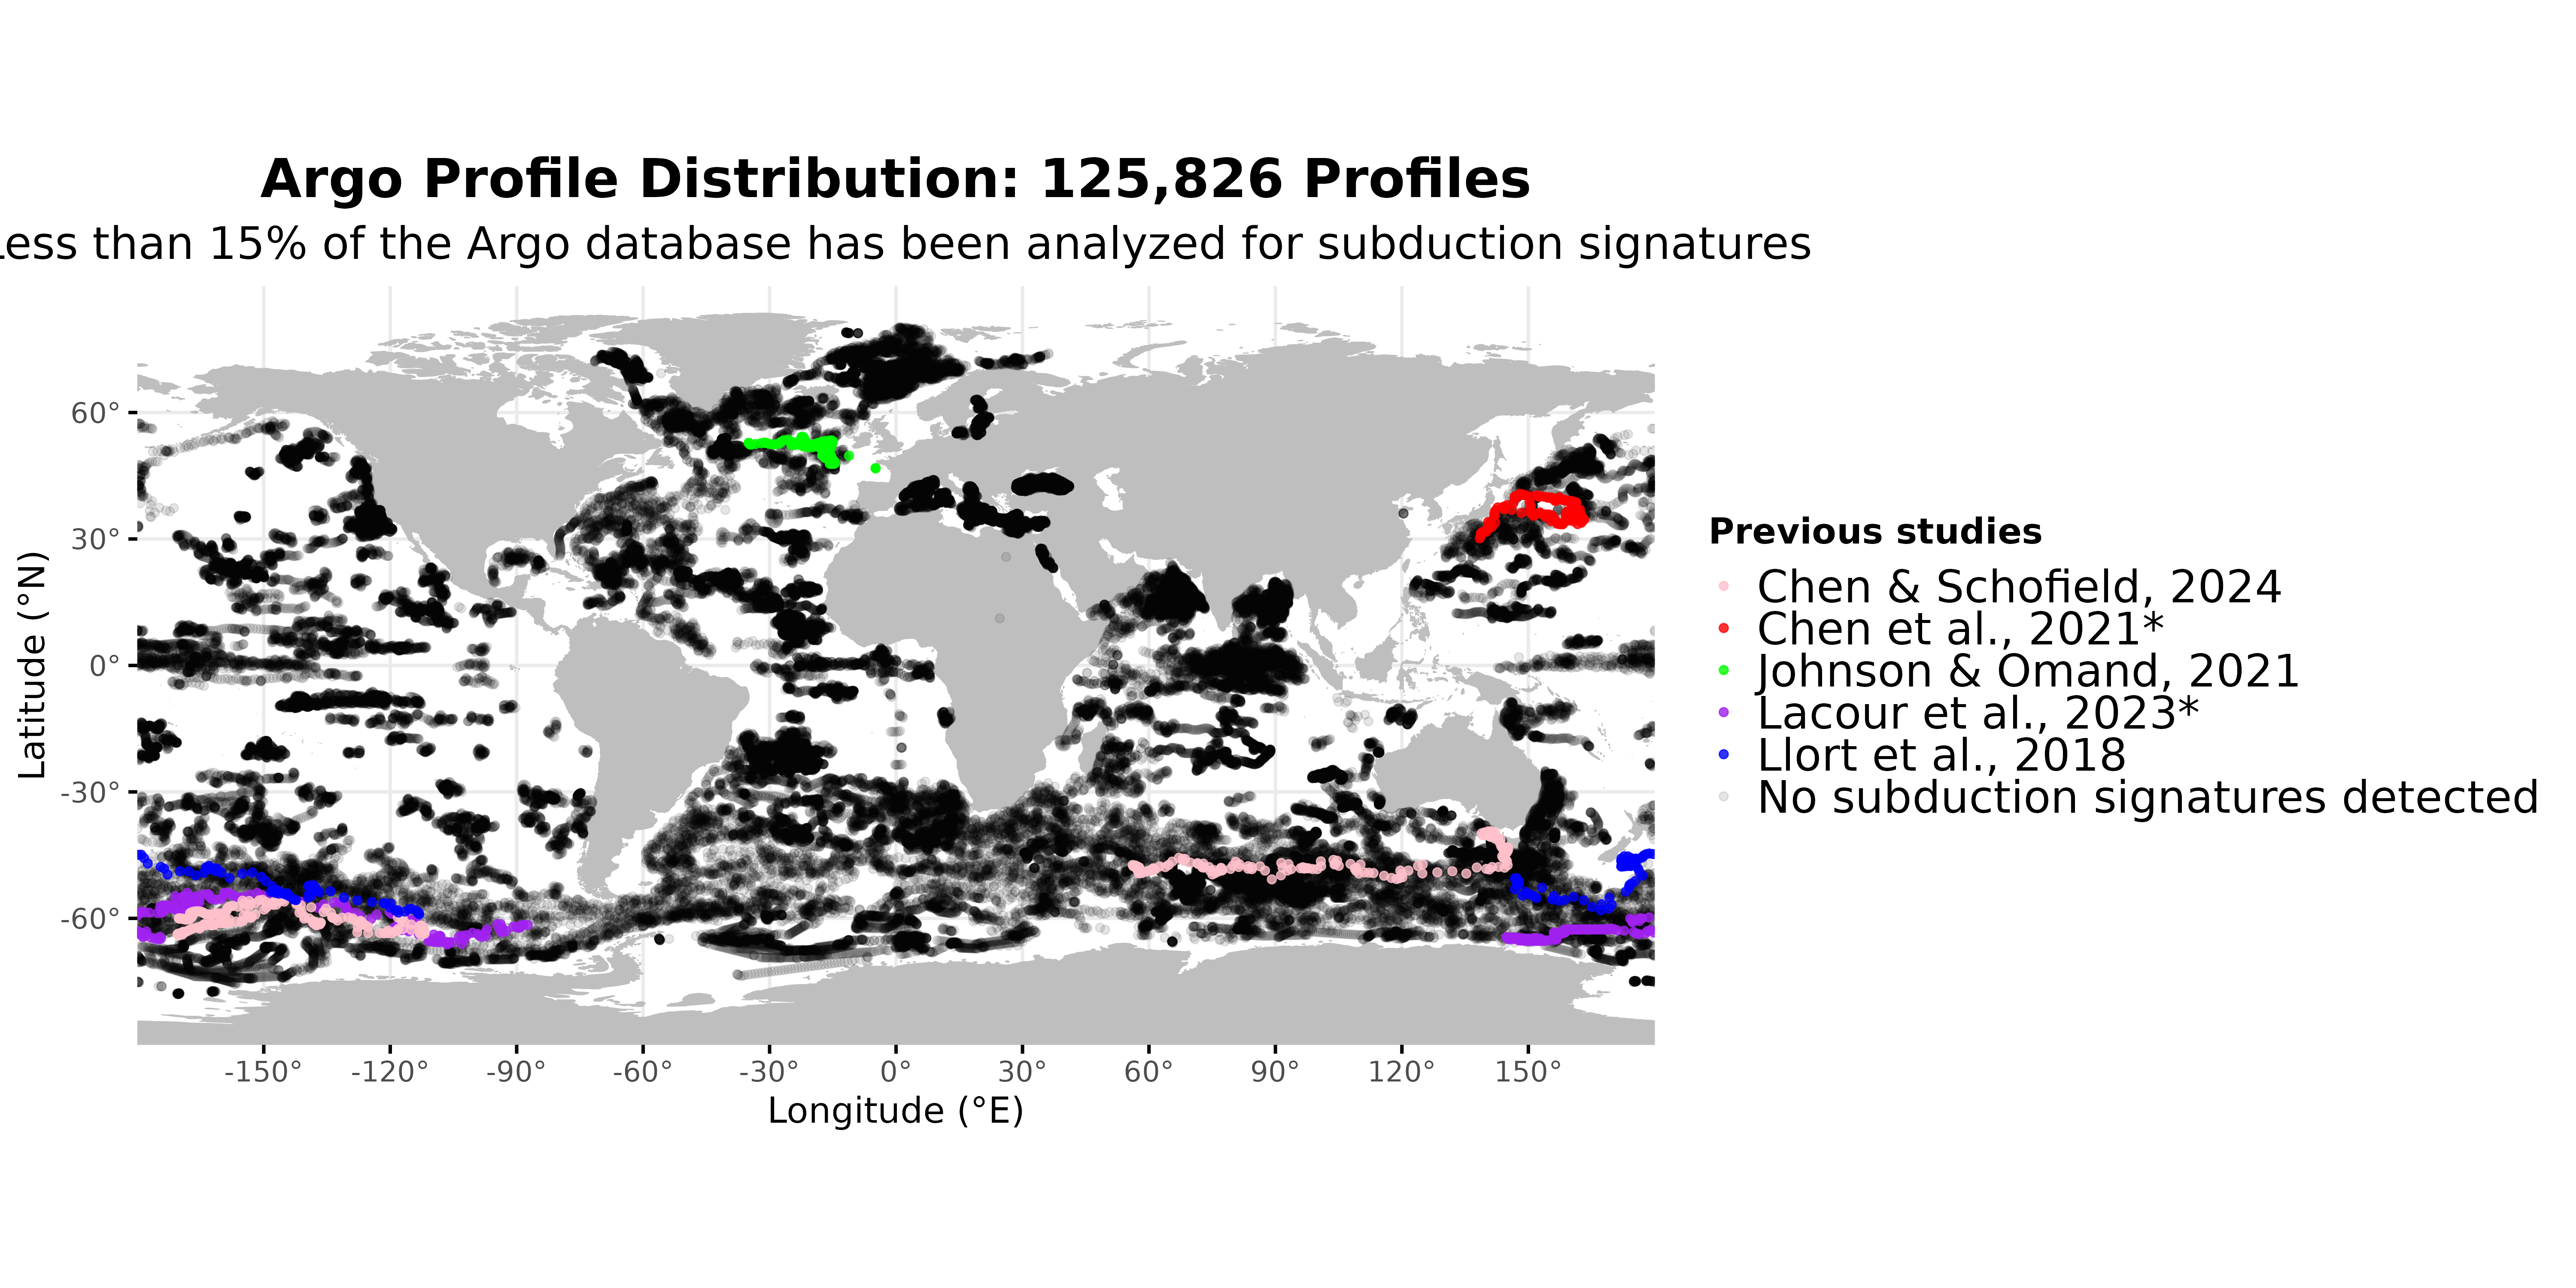 Argo Profile Distribution: 125,826 Profiles
than 15% of the Argo database has been analyzed for subduction signatures
60°
30°
0°
-30°
-60°
Latitude (°N)
-150° -120° -90° -60° -30° 0° 30° 60° 90° 120° 150°
Longitude (°E)
Previous studies
Chen & Schofield, 2024
Chen et al., 2021*
Johnson & Omand, 2021
Lacour et al., 2023*
Llort et al., 2018
No subduction signatures detected